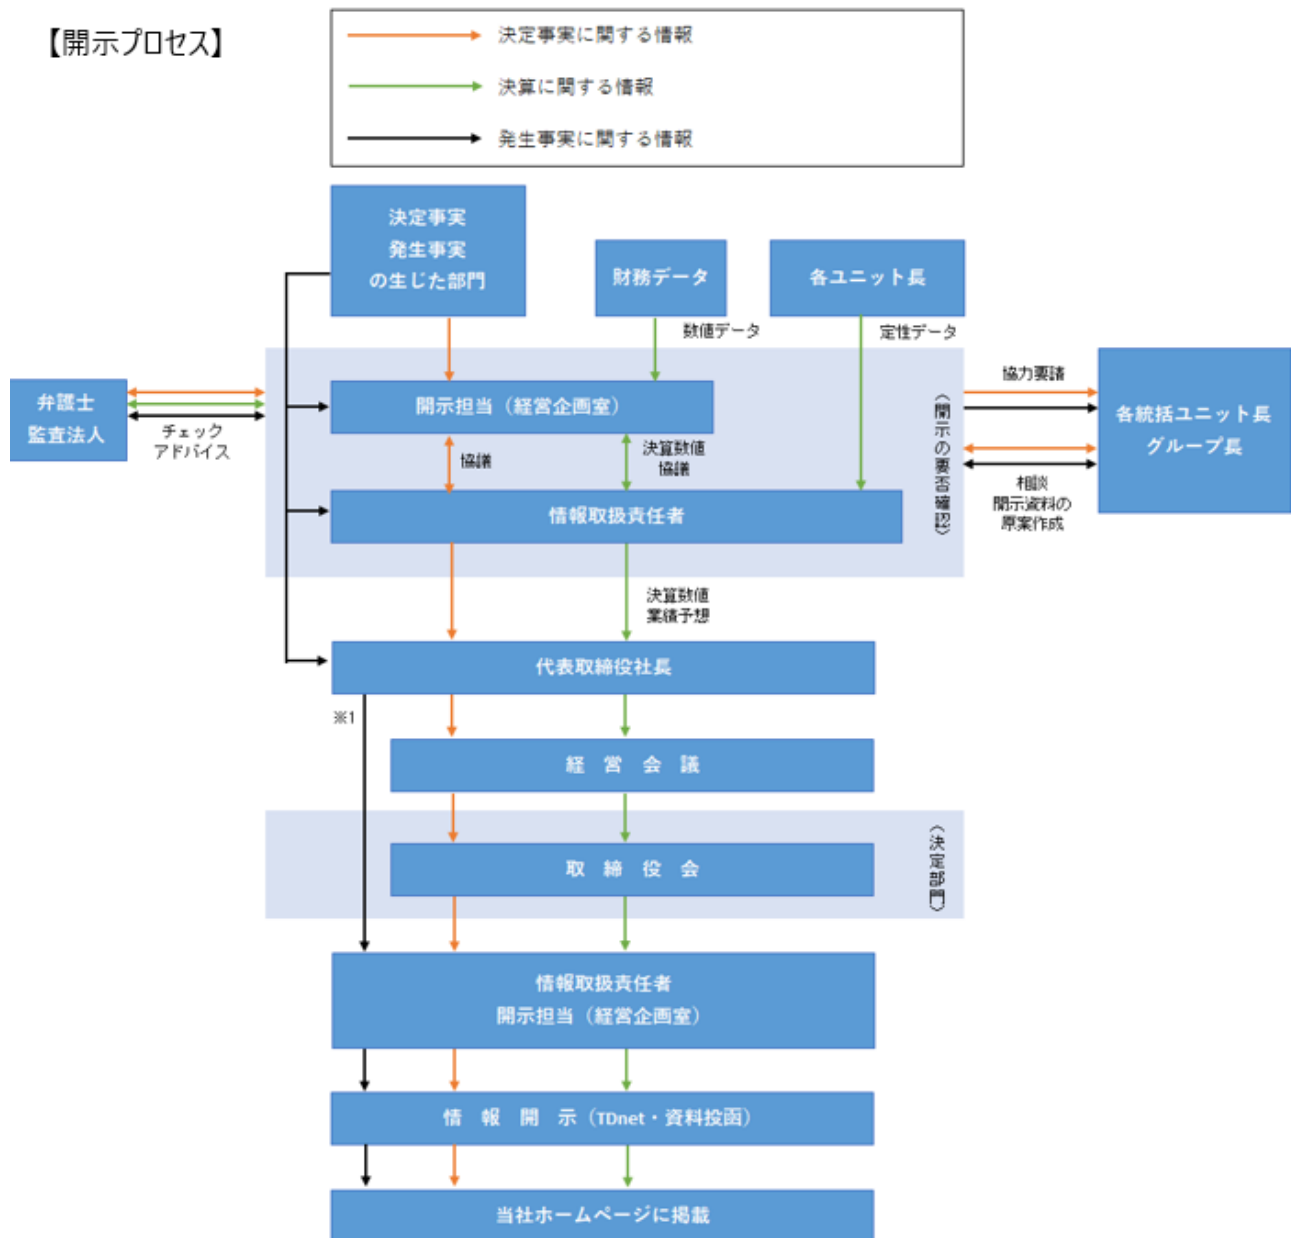 【開示プロセス】
決定事実に関する情報
決算に関する情報
発生事実に関する情報
決定事実
発生事実
の生じた部門
財務データ
各ユニット長
数値データ
定性データ
弁護士
監査法人
チェック
アドバイス
開示担当（経営企画室）
協議
決算数値
協議
情報取扱責任者
（開示の要否確認）
協力要請
相談
開示資料の
原案作成
各統括ユニット長
グループ長
決算数値
業績予想
代表取締役社長
※1
経営会議
取締役会
（決定部門）
情報取扱責任者
開示担当（経営企画室）
情報開示（TDnet・資料投函）
当社ホームページに掲載